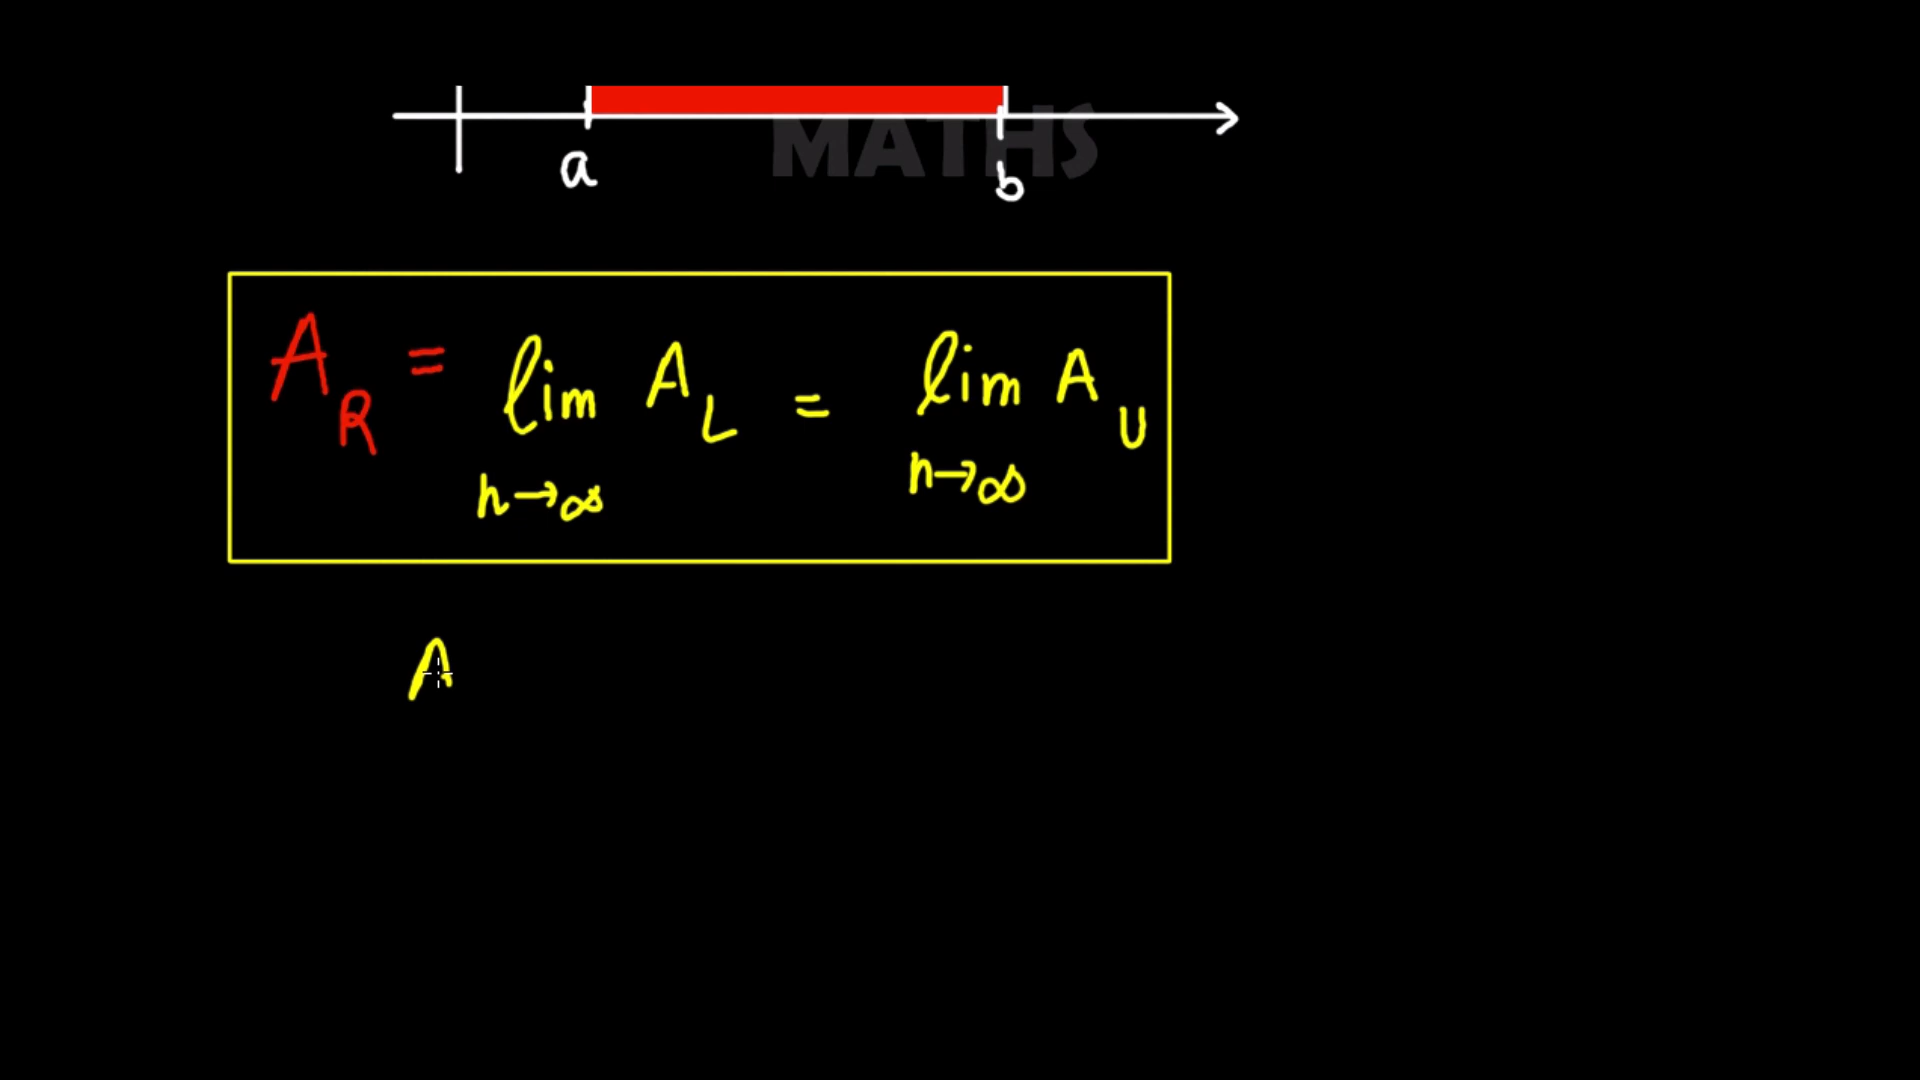 MATHS
a b
A_R = lim A_L = lim A_U
n→∞ n→∞
A